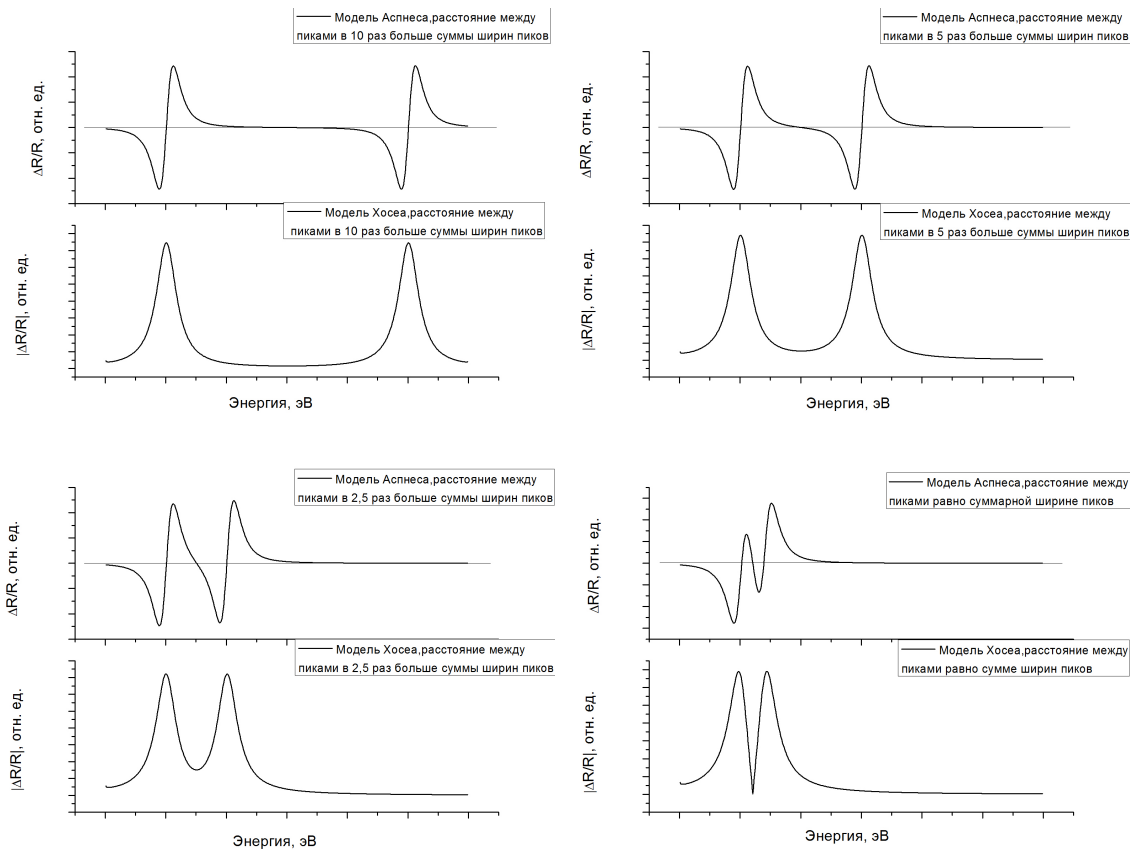 Модель Аспнеса,расстояние между
пиками в 10 раз больше суммы ширин пиков
ΔR/R, отн. ед.
Модель Хосеа,расстояние между
пиками в 10 раз больше суммы ширин пиков
|ΔR/R|, отн. ед.
Энергия, эВ
Модель Аспнеса,расстояние между
пиками в 5 раз больше суммы ширин пиков
ΔR/R, отн. ед.
Модель Хосеа,расстояние между
пиками в 5 раз больше суммы ширин пиков
|ΔR/R|, отн. ед.
Энергия, эВ
Модель Аспнеса,расстояние между
пиками в 2,5 раз больше суммы ширин пиков
ΔR/R, отн. ед.
Модель Хосеа,расстояние между
пиками в 2,5 раз больше суммы ширин пиков
|ΔR/R|, отн. ед.
Энергия, эВ
Модель Аспнеса,расстояние между
пиками равно суммарной ширине пиков
ΔR/R, отн. ед.
Модель Хосеа,расстояние между
пиками равно сумме ширин пиков
|ΔR/R|, отн. ед.
Энергия, эВ